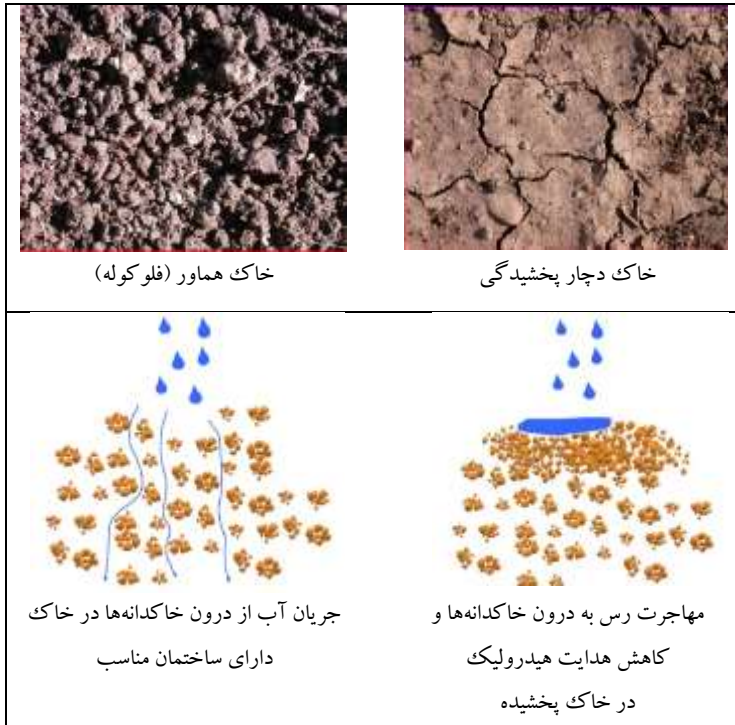 خاک دچار پخشیدگی
خاک هماور (فلوکوله)
مهاجرت رس به درون خاکدانه‌ها و
کاهش هدایت هیدرولیک
در خاک پخشیده
جریان آب از درون خاکدانه‌ها در خاک
دارای ساختمان مناسب